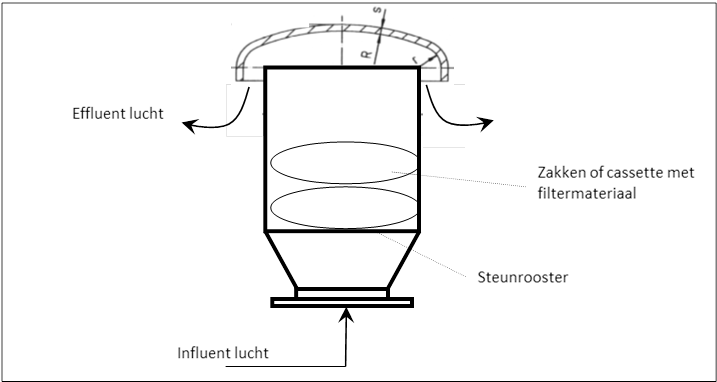 s
R
r
Effluent lucht
Zakken of cassette met
filtermateriaal
Steunrooster
Influent lucht